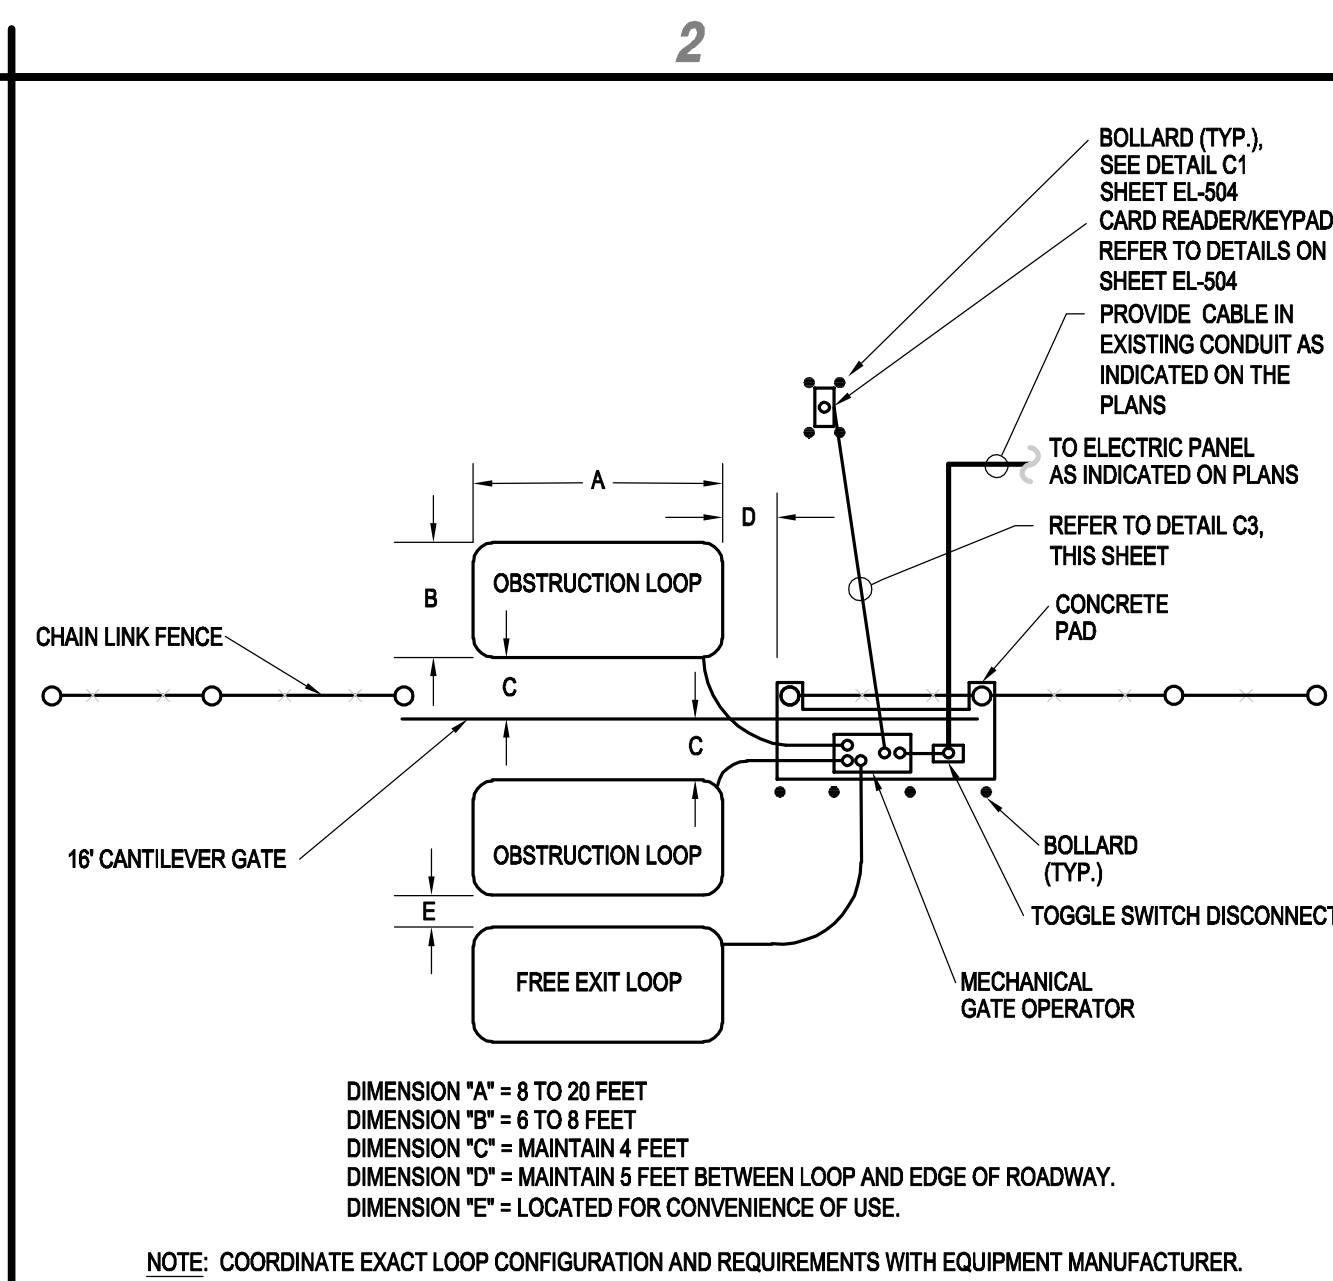 2
BOLLARD (TYP.),
SEE DETAIL C1
SHEET EL-504
CARD READER/KEYPAD
REFER TO DETAILS ON
SHEET EL-504
PROVIDE CABLE IN
EXISTING CONDUIT AS
INDICATED ON THE
PLANS
TO ELECTRIC PANEL
AS INDICATED ON PLANS
A
D
REFER TO DETAIL C3,
THIS SHEET
OBSTRUCTION LOOP
B
CONCRETE
PAD
CHAIN LINK FENCE
C
C
16' CANTILEVER GATE
OBSTRUCTION LOOP
BOLLARD
(TYP.)
E
TOGGLE SWITCH DISCONNECT
FREE EXIT LOOP
MECHANICAL
GATE OPERATOR
DIMENSION "A" = 8 TO 20 FEET
DIMENSION "B" = 6 TO 8 FEET
DIMENSION "C" = MAINTAIN 4 FEET
DIMENSION "D" = MAINTAIN 5 FEET BETWEEN LOOP AND EDGE OF ROADWAY.
DIMENSION "E" = LOCATED FOR CONVENIENCE OF USE.
NOTE: COORDINATE EXACT LOOP CONFIGURATION AND REQUIREMENTS WITH EQUIPMENT MANUFACTURER.